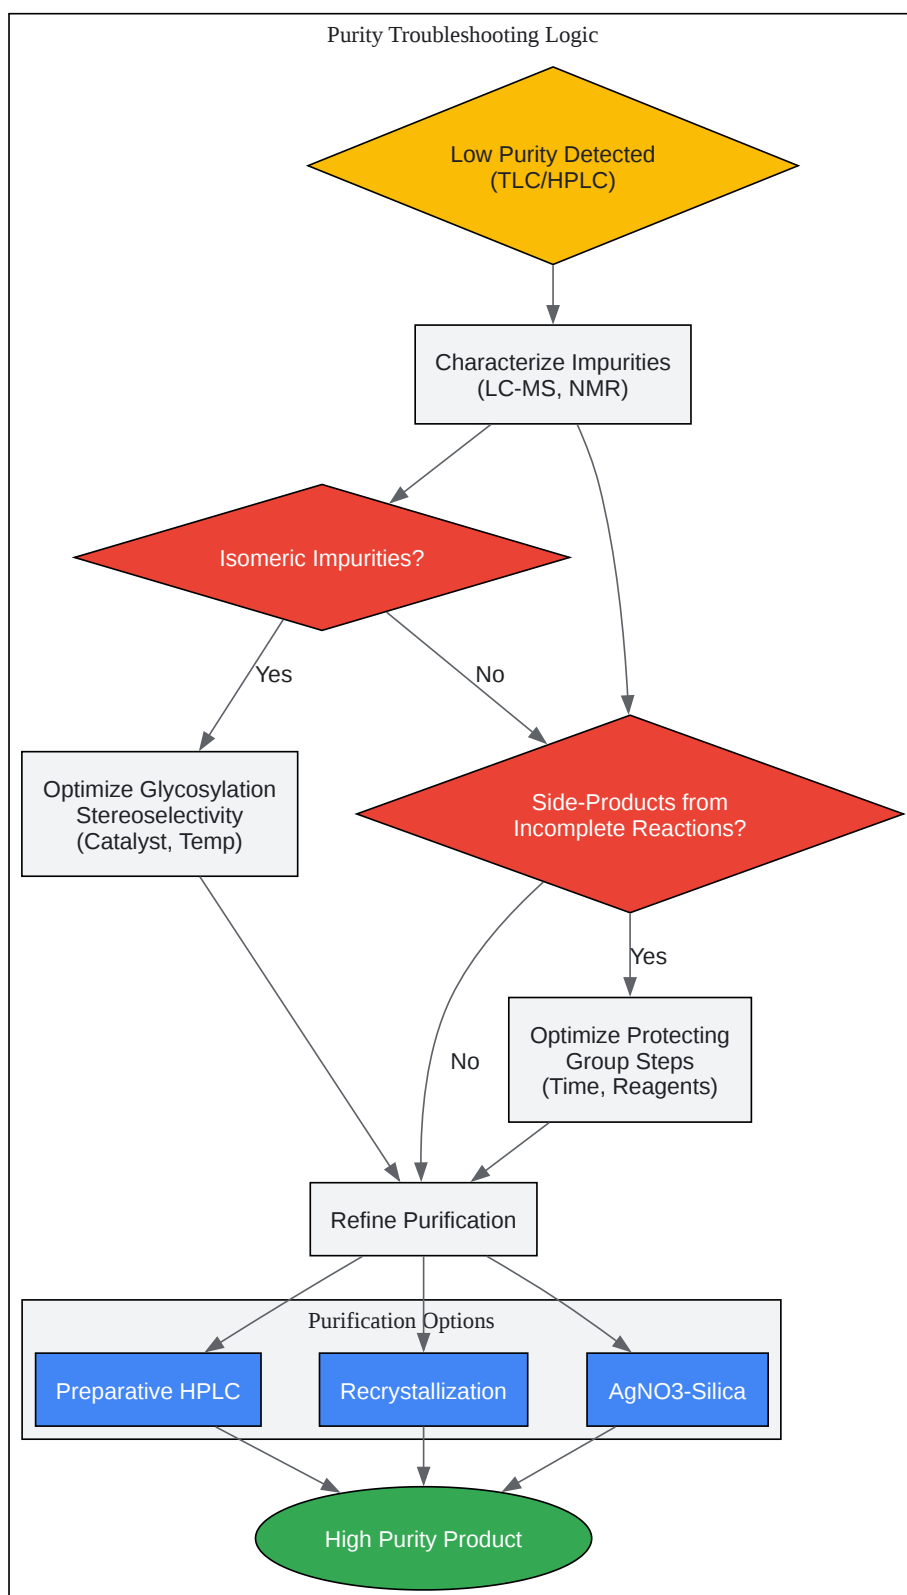 Purity Troubleshooting Logic
Low Purity Detected
(TLC/HPLC)
Characterize Impurities
(LC-MS, NMR)
Isomeric Impurities?
Yes
No
Optimize Glycosylation
Stereoselectivity
(Catalyst, Temp)
Side-Products from
Incomplete Reactions?
Yes
No
Optimize Protecting
Group Steps
(Time, Reagents)
Refine Purification
Purification Options
Preparative HPLC
Recrystallization
AgNO3-Silica
High Purity Product